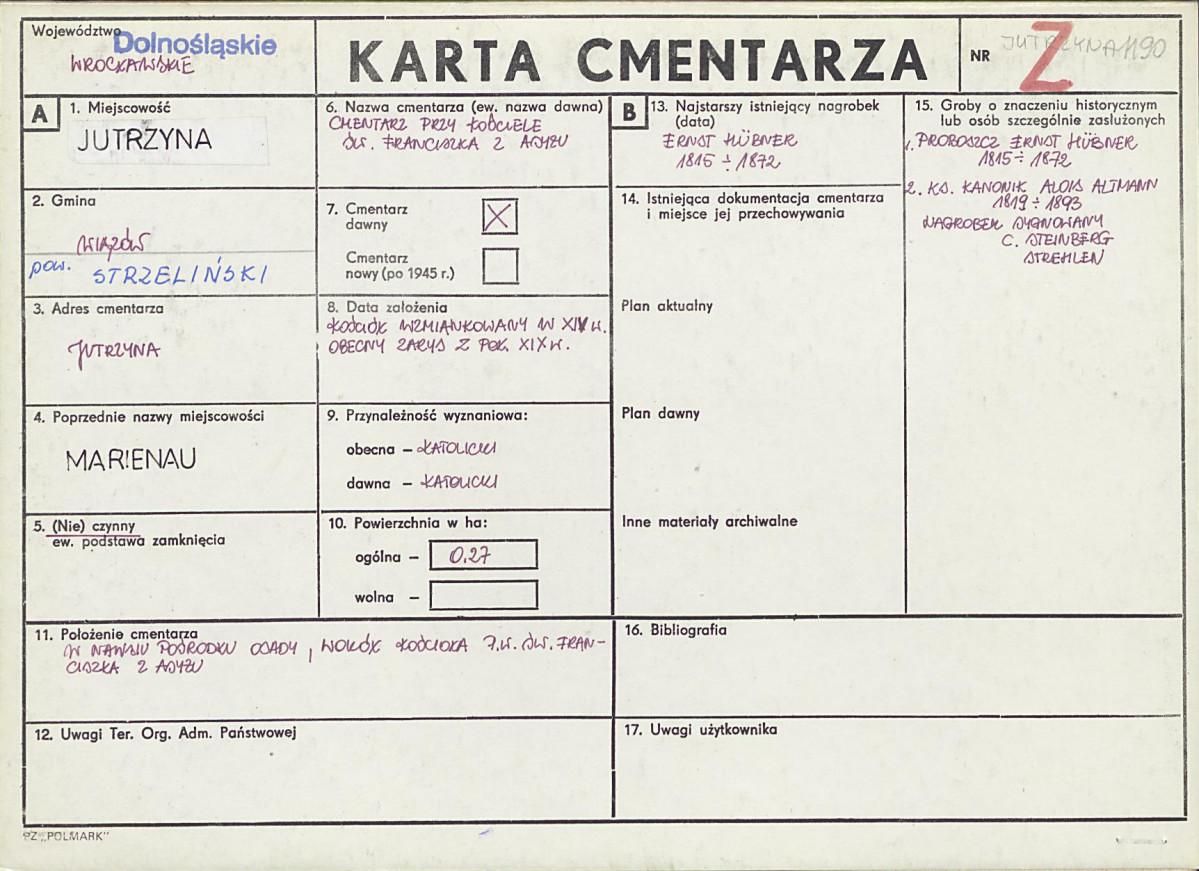 Województwo Dolnośląskie
WROCŁAWSKIE
KARTA CMENTARZA
NR Z JUTRZYNA 1190
A
1. Miejscowość
JUTRZYNA
2. Gmina
WIĄZÓW
pow. STRZELIŃSKI
3. Adres cmentarza
JUTRZYNA
4. Poprzednie nazwy miejscowości
MARIENAU
5. (Nie) czynny
ew. podstawa zamknięcia
6. Nazwa cmentarza (ew. nazwa dawna)
CMENTARZ PRZY KOŚCIELE
ŚW. FRANCISZKA Z ASYŻU
7. Cmentarz
dawny X
Cmentarz
nowy (po 1945 r.)
8. Data założenia
KOŚCIÓŁ WZMIANKOWANY W XIV W.
OBECNY ZARYS Z POŁ. XIX W.
9. Przynależność wyznaniowa:
obecna – KATOLICKI
dawna – KATOLICKI
10. Powierzchnia w ha:
ogólna – 0,27
wolna –
B
13. Najstarszy istniejący nagrobek
(data)
ERNST HÜBNER
1815 ÷ 1872
14. Istniejąca dokumentacja cmentarza
i miejsce jej przechowywania
Plan aktualny
Plan dawny
Inne materiały archiwalne
15. Groby o znaczeniu historycznym
lub osób szczególnie zasłużonych
1. PROBOSZCZ ERNST HÜBNER
1815 ÷ 1872
2. KS. KANONIK ALOIS ALTMANN
1819 ÷ 1893
NAGROBEK SYGNOWANY
C. STEINBERG
STREHLEN
11. Położenie cmentarza
W NAWSIU POŚRODKU OSADY, WOKÓŁ KOŚCIOŁA P.W. ŚW. FRAN-
CISZKA Z ASYŻU
12. Uwagi Ter. Org. Adm. Państwowej
16. Bibliografia
17. Uwagi użytkownika
PZ „POLMARK"